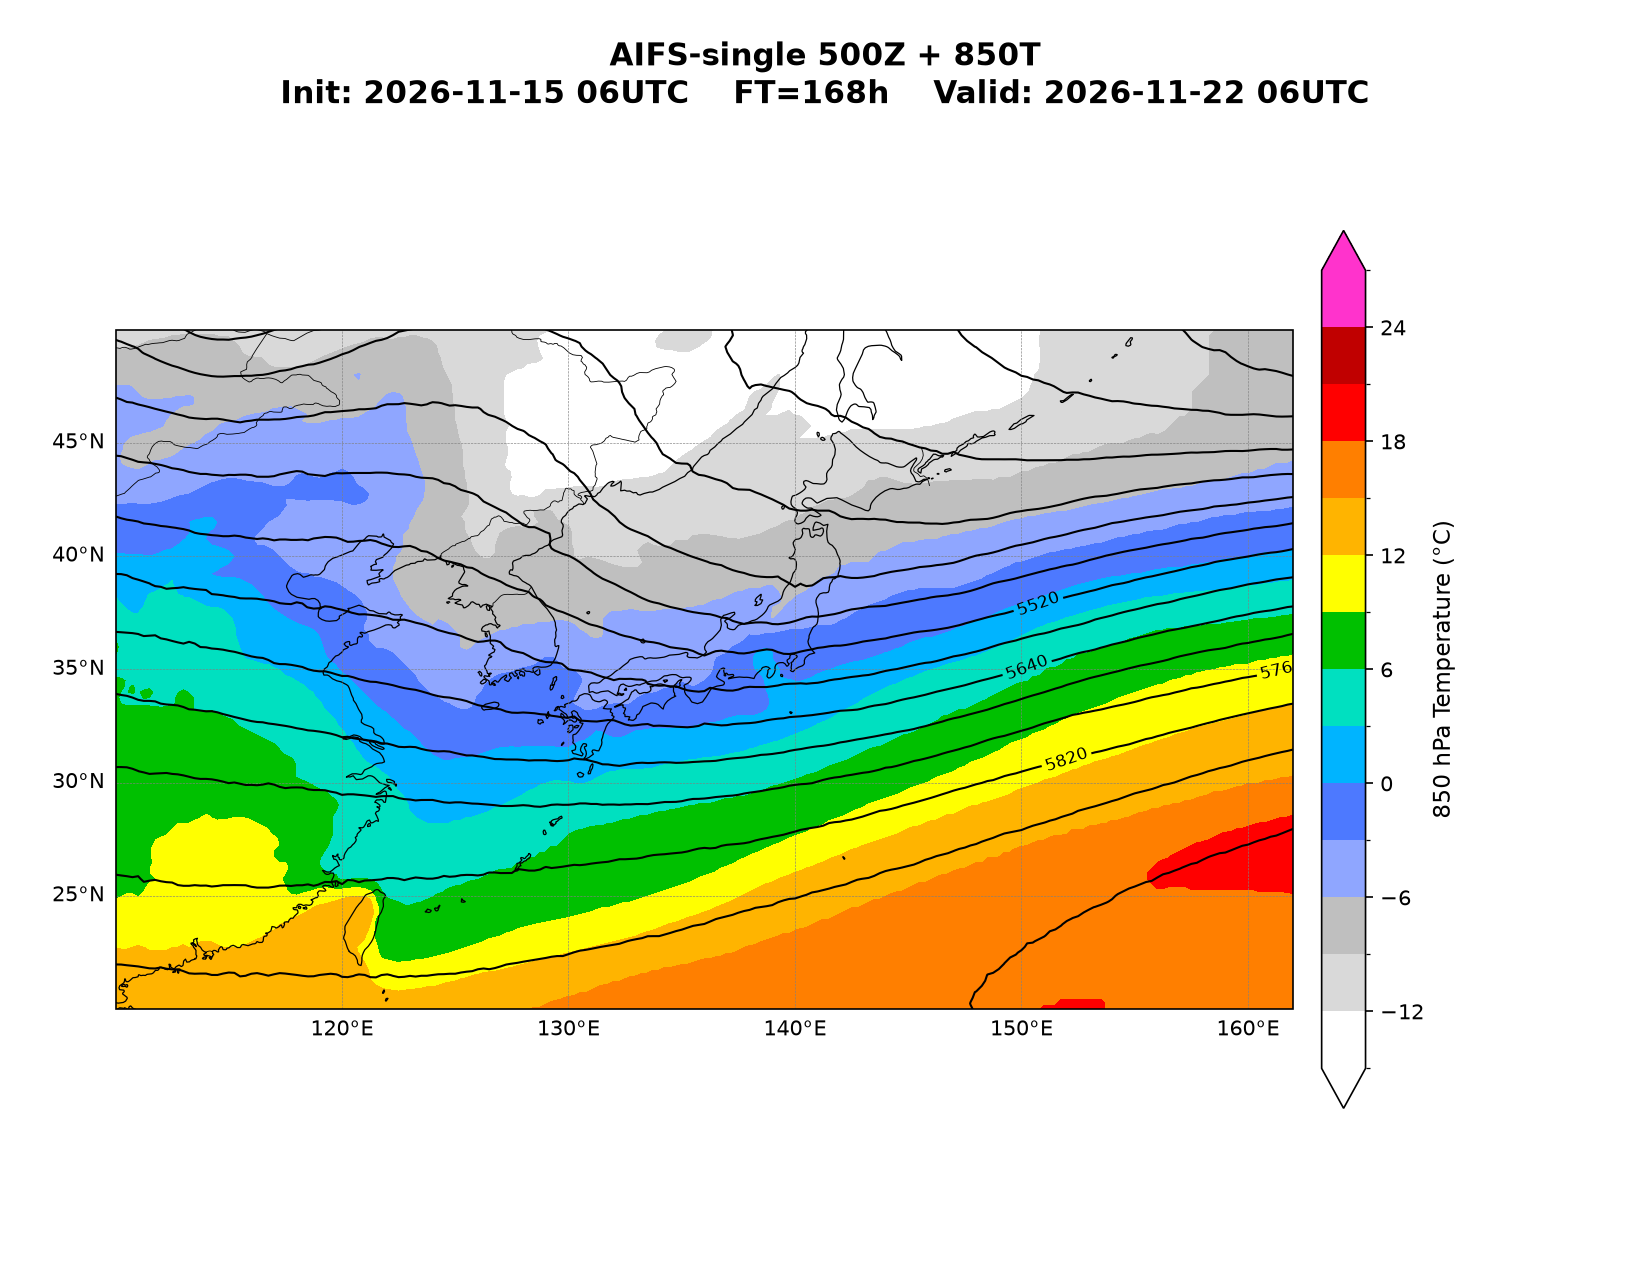 AIFS-single 500Z + 850T
Init: 2026-11-15 06UTC    FT=168h    Valid: 2026-11-22 06UTC
24
18
12
6
0
−6
−12
850 hPa Temperature (°C)
45°N
40°N
35°N
30°N
25°N
5520
5640
576
5820
120°E
130°E
140°E
150°E
160°E